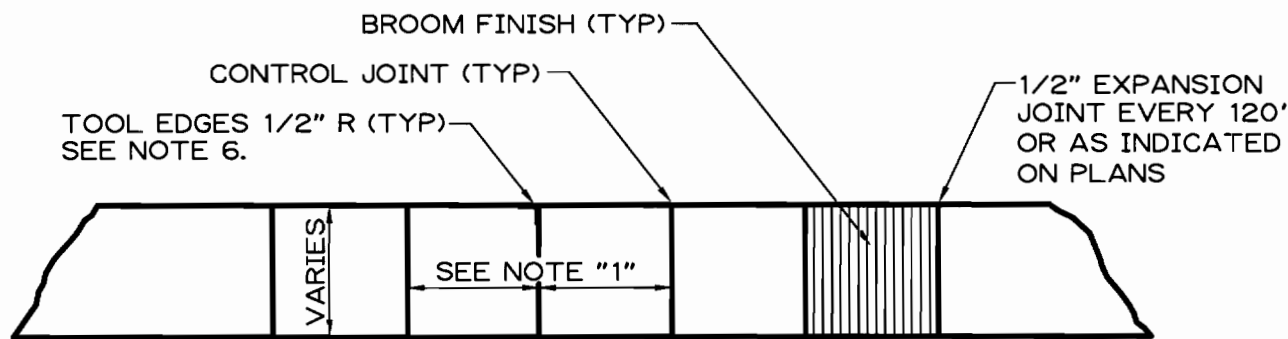 BROOM FINISH (TYP)
CONTROL JOINT (TYP)
TOOL EDGES 1/2" R (TYP)
SEE NOTE 6.
1/2" EXPANSION
JOINT EVERY 120'
OR AS INDICATED
ON PLANS
VARIES
SEE NOTE "1"